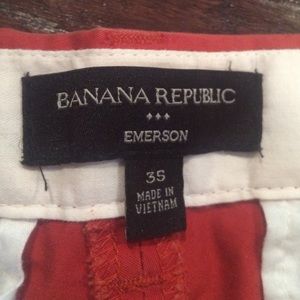 BANANA REPUBLIC
EMERSON
35
MADE IN
VIETNAM